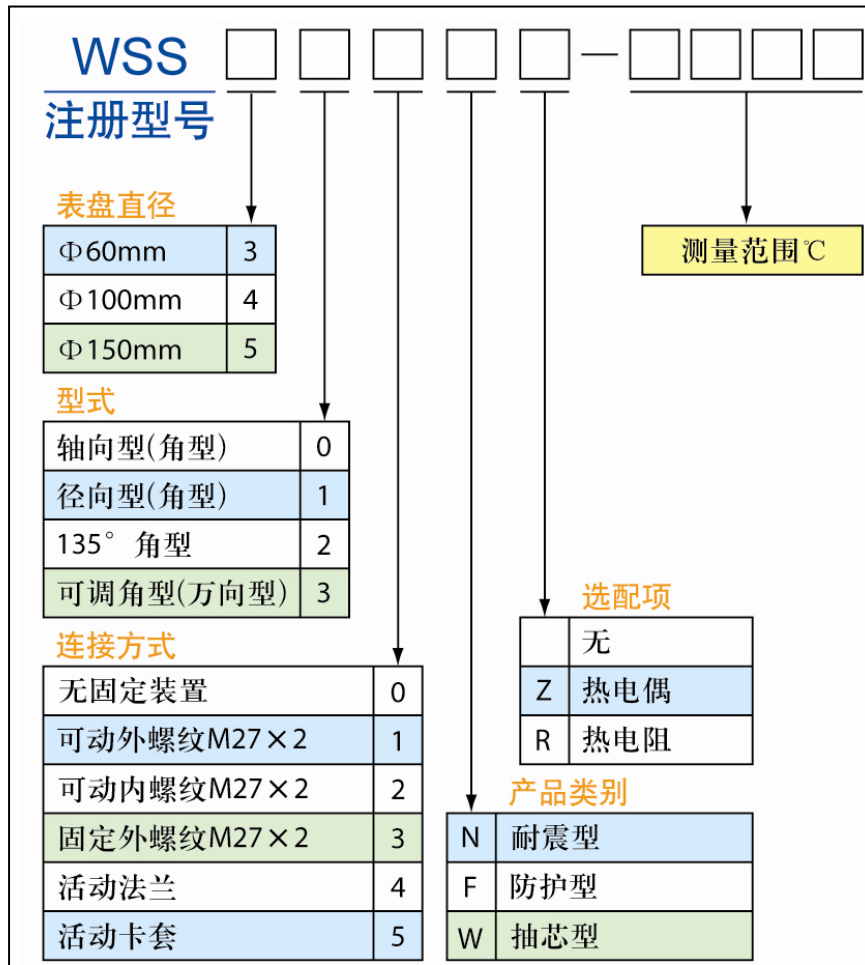 WSS □ □ □ □ □ — □ □ □ □
注册型号
表盘直径
Φ60mm 3
Φ100mm 4
Φ150mm 5
测量范围℃
型式
轴向型(角型) 0
径向型(角型) 1
135° 角型 2
可调角型(万向型) 3
选配项
无
Z 热电偶
R 热电阻
连接方式
无固定装置 0
可动外螺纹M27×2 1
可动内螺纹M27×2 2
固定外螺纹M27×2 3
活动法兰 4
活动卡套 5
产品类别
N 耐震型
F 防护型
W 抽芯型